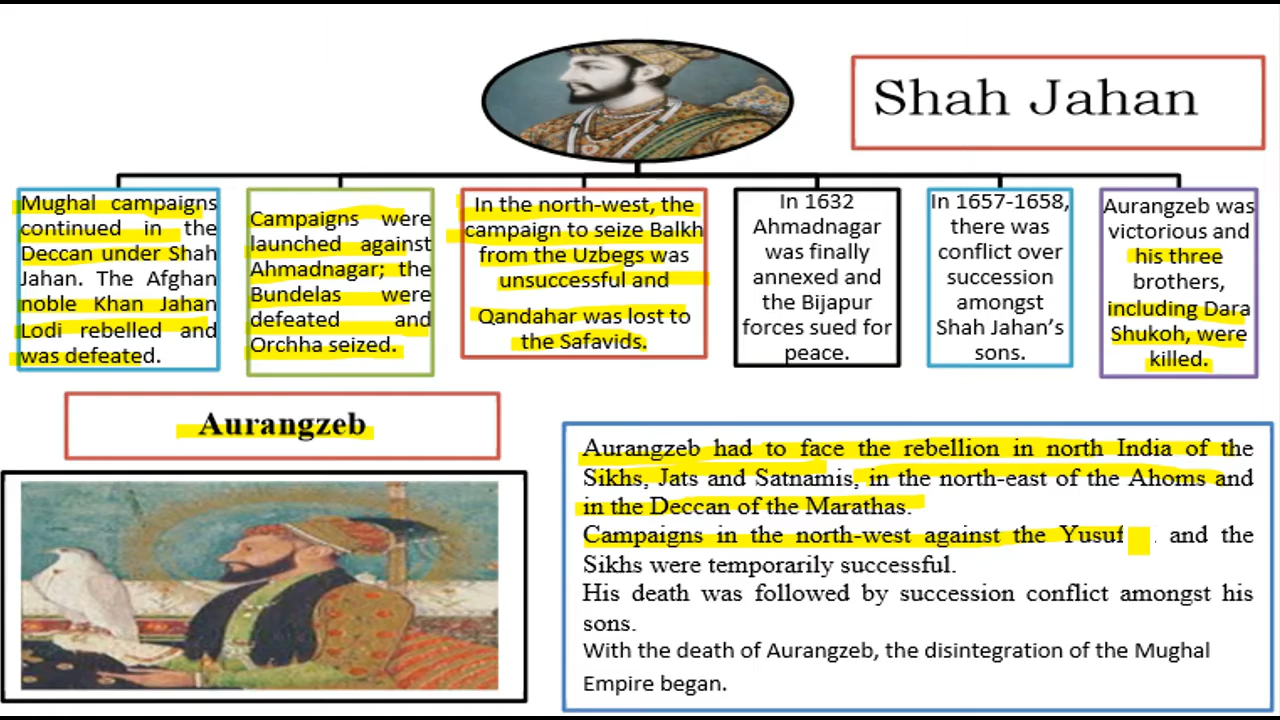 Shah Jahan
Mughal campaigns
continued in the
Deccan under Shah
Jahan. The Afghan
noble Khan Jahan
Lodi rebelled and
was defeated.
Campaigns were
launched against
Ahmadnagar; the
Bundelas were
defeated and
Orchha seized.
In the north-west, the
campaign to seize Balkh
from the Uzbegs was
unsuccessful and
Qandahar was lost to
the Safavids.
In 1632
Ahmadnagar
was finally
annexed and
the Bijapur
forces sued for
peace.
In 1657-1658,
there was
conflict over
succession
amongst
Shah Jahan's
sons.
Aurangzeb was
victorious and
his three
brothers,
including Dara
Shukoh, were
killed.
Aurangzeb
Aurangzeb had to face the rebellion in north India of the
Sikhs, Jats and Satnamis, in the north-east of the Ahoms and
in the Deccan of the Marathas.
Campaigns in the north-west against the and the
Sikhs were temporarily successful.
His death was followed by succession conflict amongst his
sons.
With the death of Aurangzeb, the disintegration of the Mughal
Empire began.